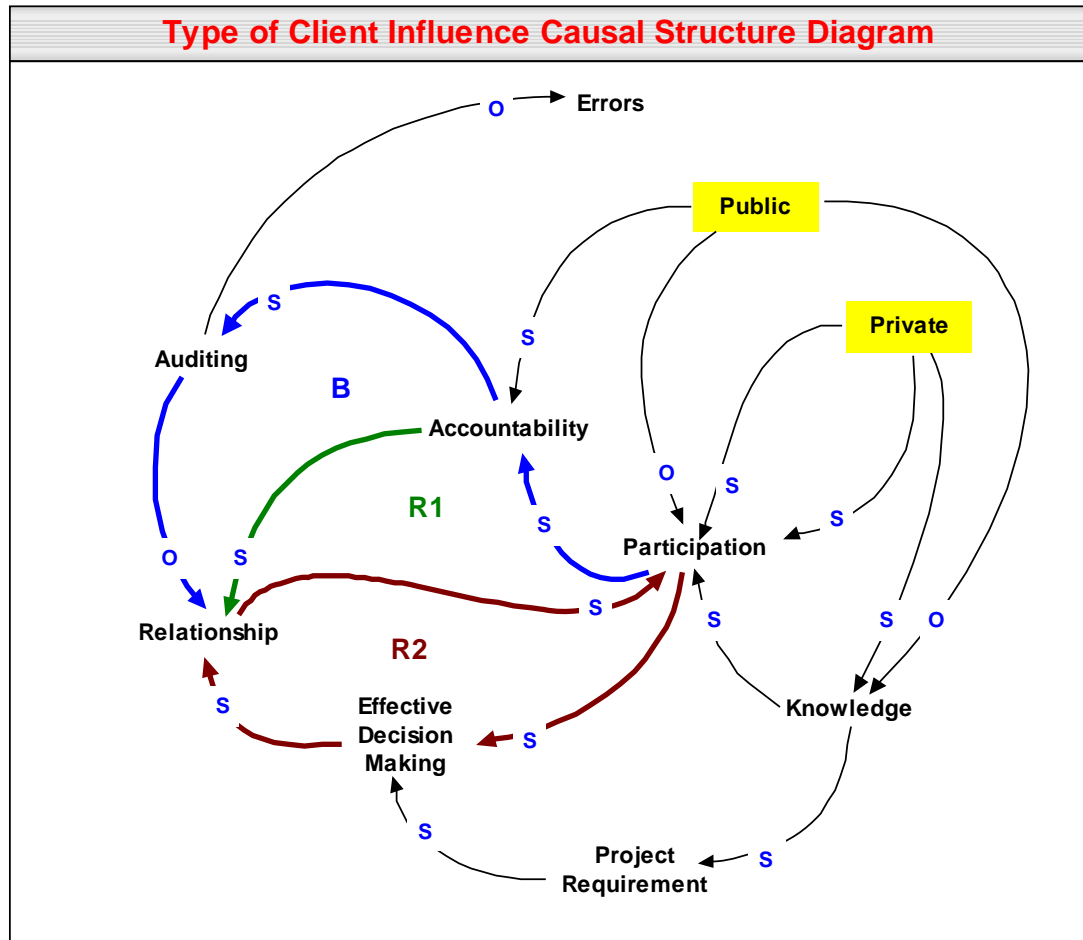 Type of Client Influence Causal Structure Diagram
O
Errors
Public
S
Private
S
Auditing
B
Accountability
R1
O
S
S
S
Participation
S
O
S
Relationship
S
S
O
R2
S
Effective
Decision
Making
S
Knowledge
S
S
S
Project
Requirement